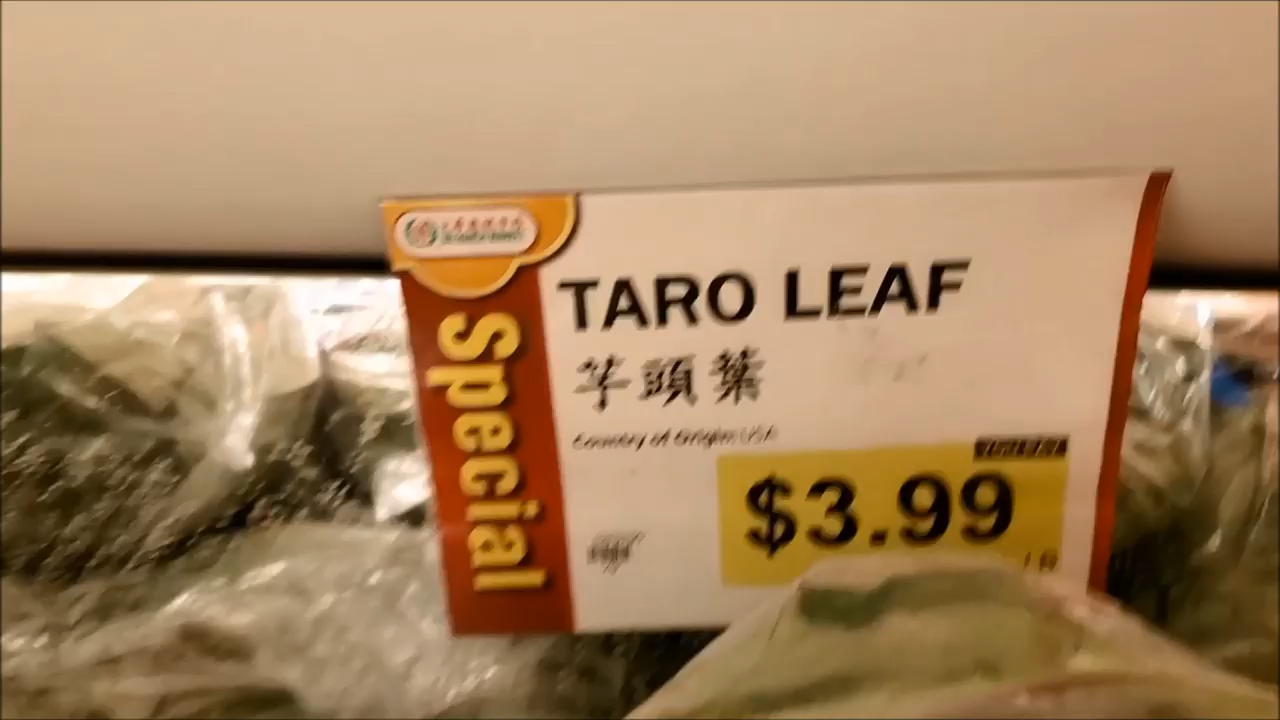 Special
TARO LEAF
芋頭葉
Country of Origin: USA
$3.99